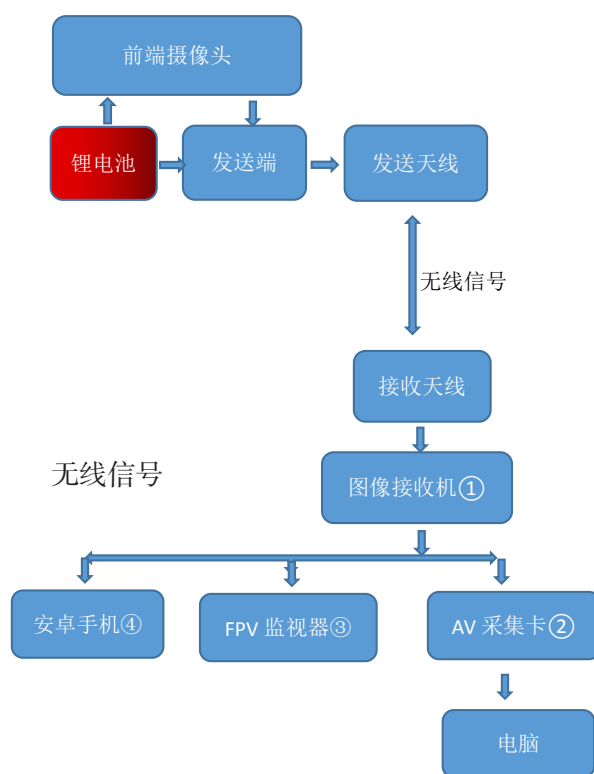 前端摄像头
锂电池
发送端
发送天线
无线信号
接收天线
无线信号
图像接收机①
安卓手机④
FPV 监视器③
AV 采集卡②
电脑